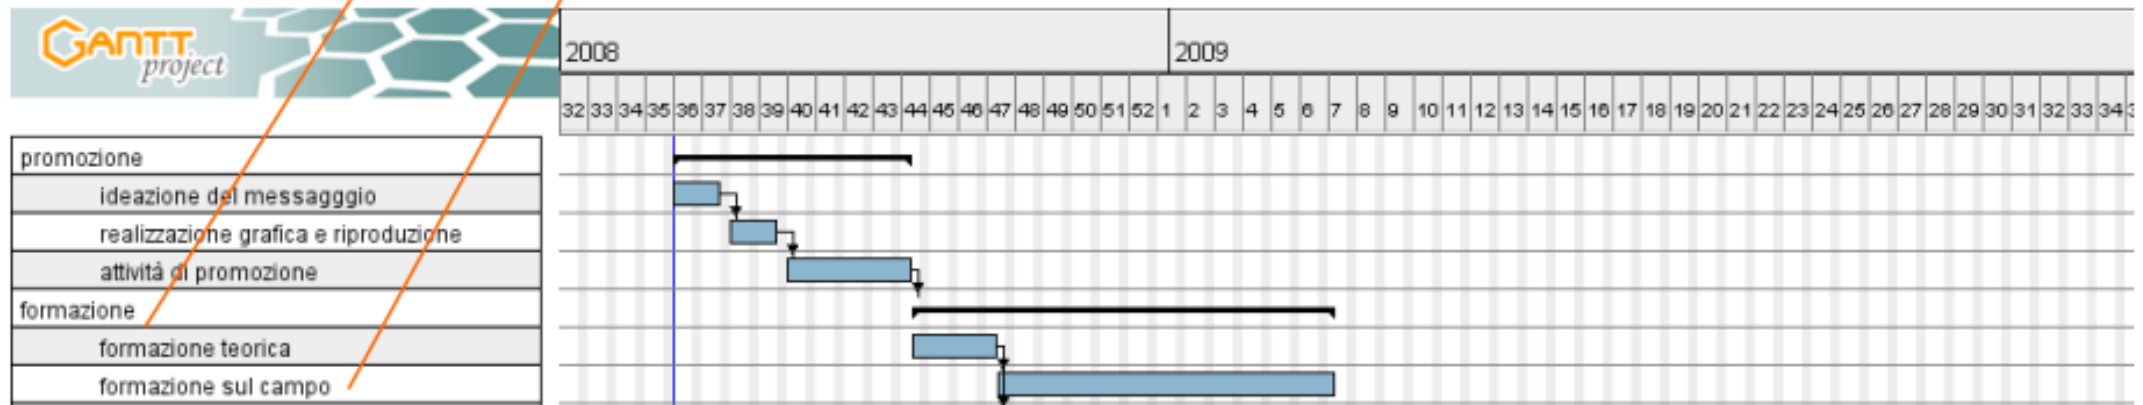 GANTT
project
2008 2009
32 33 34 35 36 37 38 39 40 41 42 43 44 45 46 47 48 49 50 51 52 1 2 3 4 5 6 7 8 9 10 11 12 13 14 15 16 17 18 19 20 21 22 23 24 25 26 27 28 29 30 31 32 33 34
promozione
ideazione del messagggio
realizzazione grafica e riproduzione
attività di promozione
formazione
formazione teorica
formazione sul campo